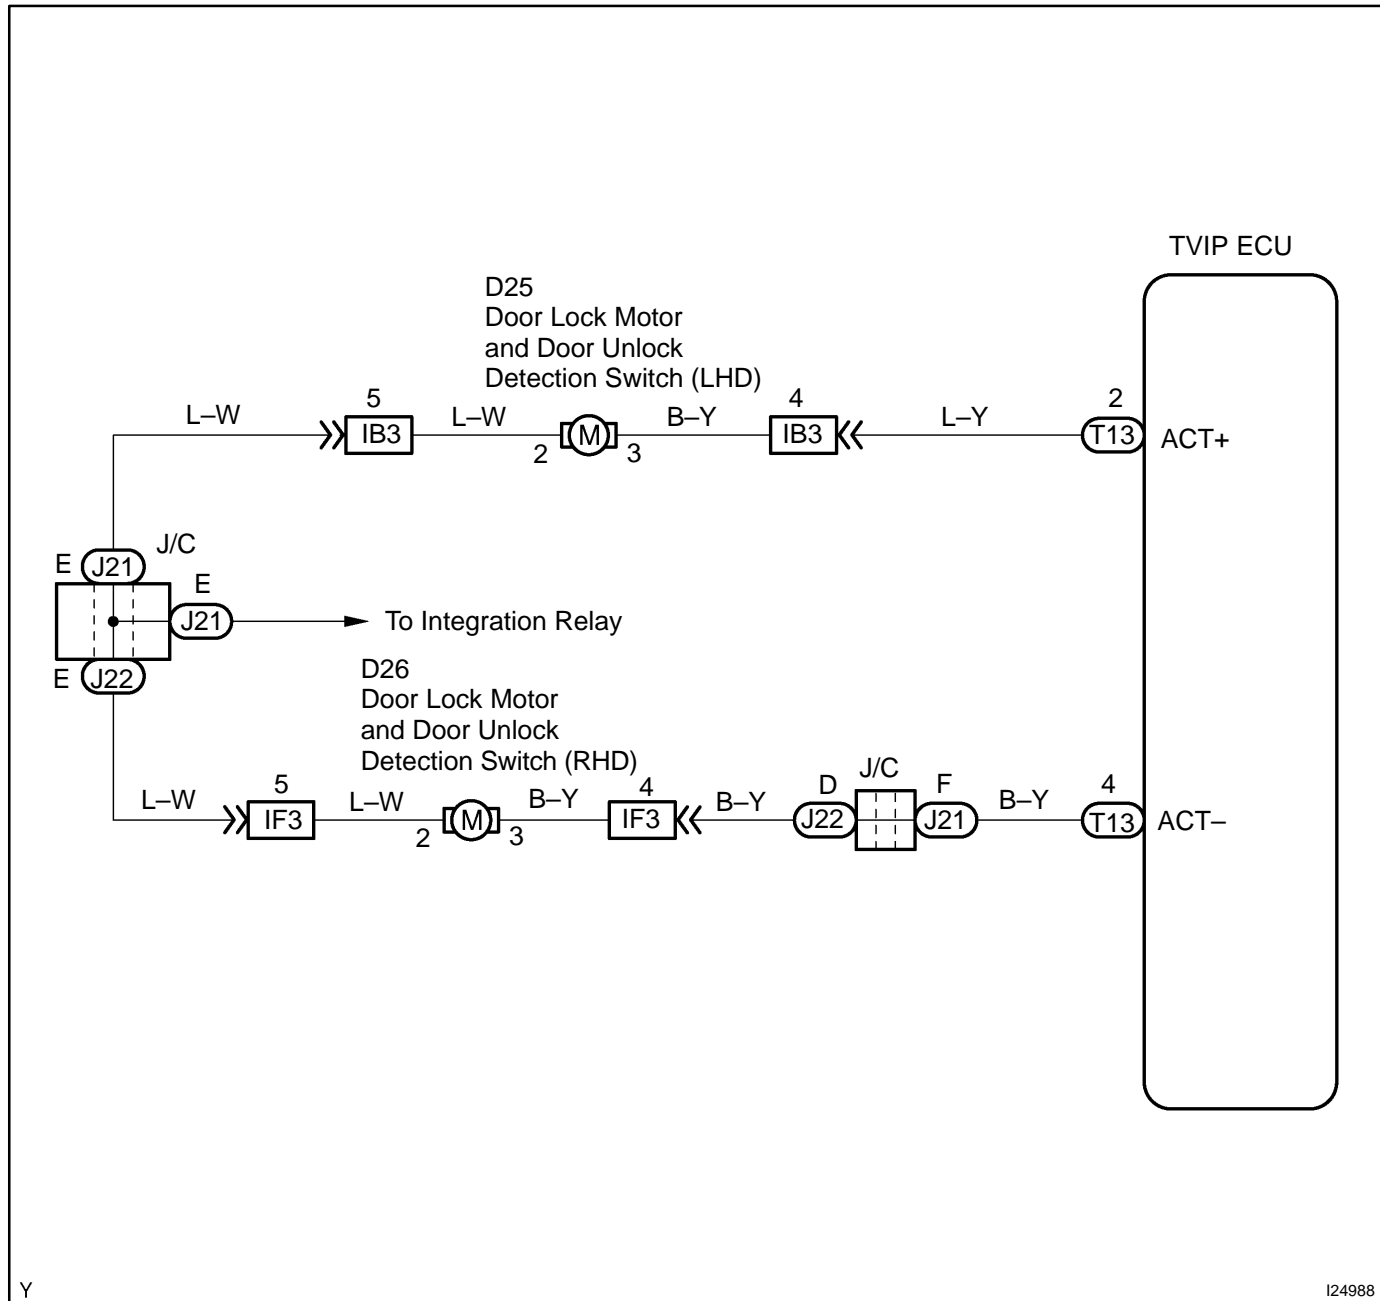 TVIP ECU
D25
Door Lock Motor
and Door Unlock
Detection Switch (LHD)
L–W
5
IB3
L–W
2
M
3
B–Y
4
IB3
L–Y
2
T13
ACT+
J/C
E
J21
E
J21
To Integration Relay
E
J22
D26
Door Lock Motor
and Door Unlock
Detection Switch (RHD)
L–W
5
IF3
L–W
2
M
3
B–Y
4
IF3
B–Y
D
J22
J/C
F
J21
B–Y
4
T13
ACT–
Y
I24988